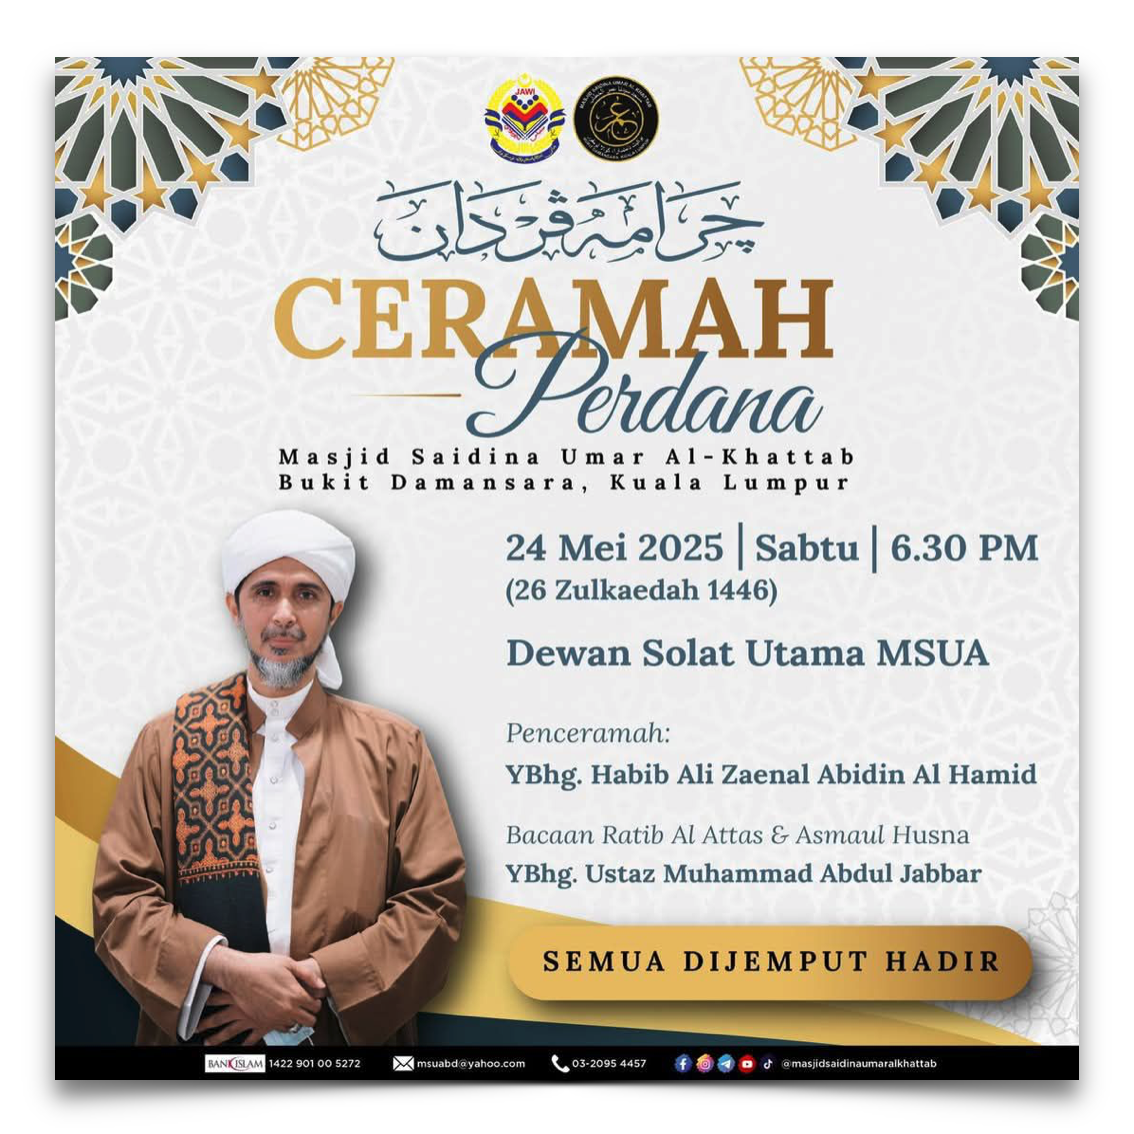 JAWI
چرامه ڤردان
CERAMAH
Perdana
Masjid Saidina Umar Al-Khattab
Bukit Damansara, Kuala Lumpur
24 Mei 2025 | Sabtu | 6.30 PM
(26 Zulkaedah 1446)
Dewan Solat Utama MSUA
Penceramah:
YBhg. Habib Ali Zaenal Abidin Al Hamid
Bacaan Ratib Al Attas & Asmaul Husna
YBhg. Ustaz Muhammad Abdul Jabbar
SEMUA DIJEMPUT HADIR
BANK ISLAM 1422 901 00 5272 msuabd@yahoo.com 03-2095 4457 @masjidsaidinaumaralkhattab